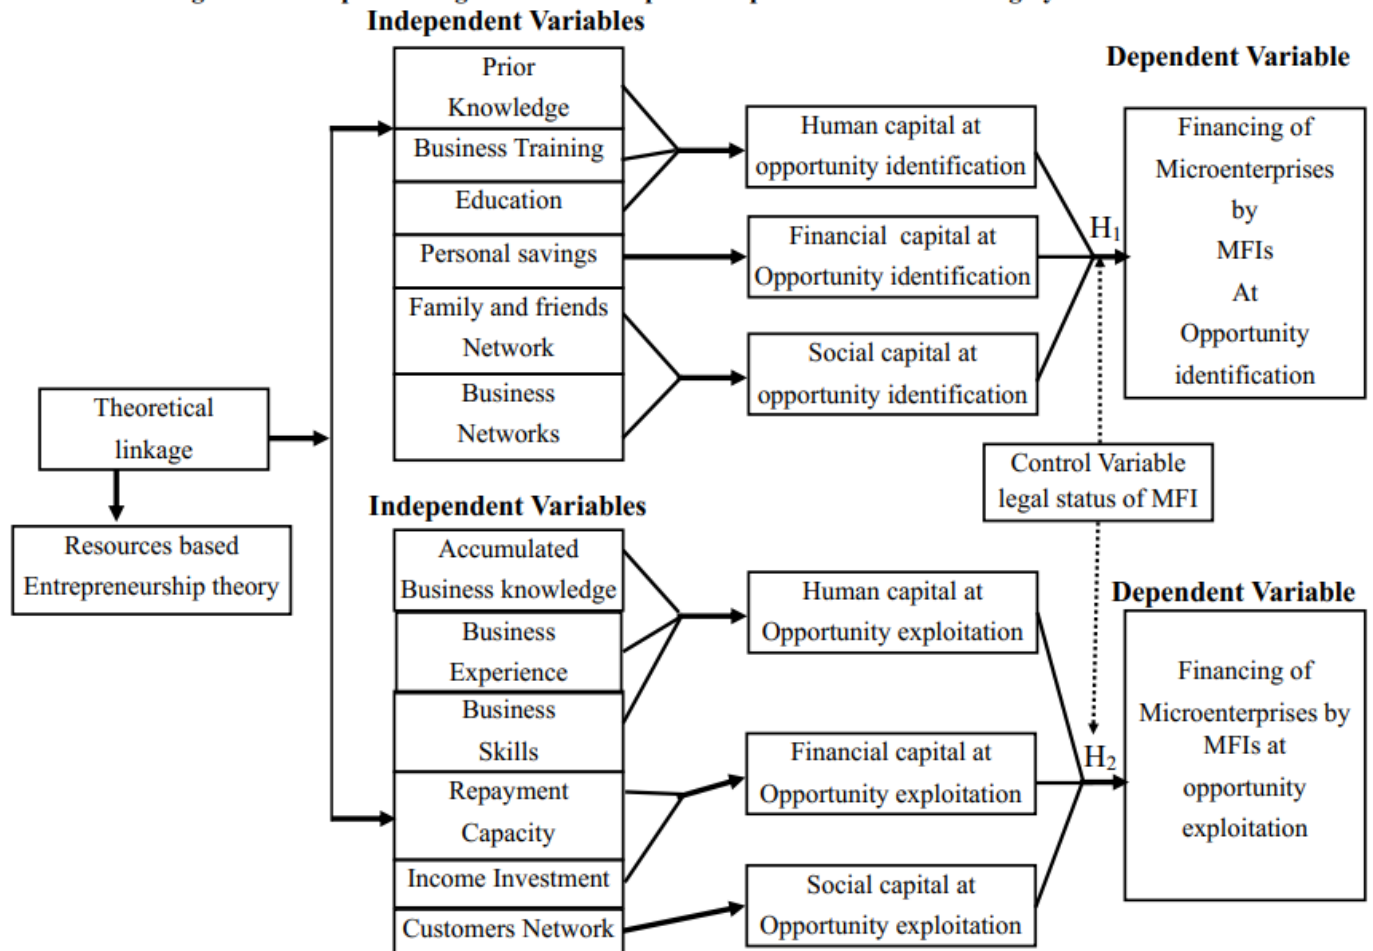 Independent Variables
Dependent Variable
Prior
Knowledge
Business Training
Education
Personal savings
Family and friends
Network
Business
Networks
Human capital at
opportunity identification
Financial capital at
Opportunity identification
Social capital at
opportunity identification
H1
Financing of
Microenterprises
by
MFIs
At
Opportunity
identification
Theoretical
linkage
Resources based
Entrepreneurship theory
Control Variable
legal status of MFI
Independent Variables
Accumulated
Business knowledge
Business
Experience
Business
Skills
Repayment
Capacity
Income Investment
Customers Network
Human capital at
Opportunity exploitation
Financial capital at
Opportunity exploitation
Social capital at
Opportunity exploitation
H2
Dependent Variable
Financing of
Microenterprises by
MFIs at
opportunity
exploitation